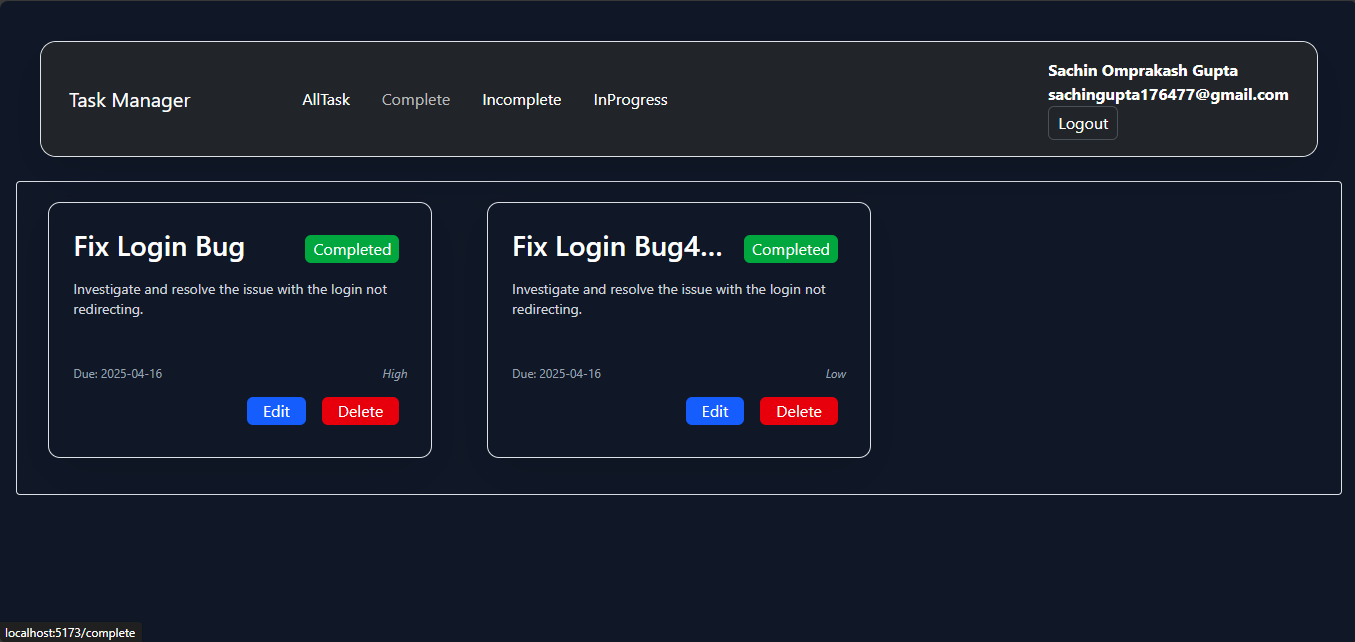 Task Manager
AllTask
Complete
Incomplete
InProgress
Sachin Omprakash Gupta
sachingupta176477@gmail.com
Logout
Fix Login Bug
Completed
Investigate and resolve the issue with the login not
redirecting.
Due: 2025-04-16
High
Edit
Delete
Fix Login Bug4...
Completed
Investigate and resolve the issue with the login not
redirecting.
Due: 2025-04-16
Low
Edit
Delete
localhost:5173/complete